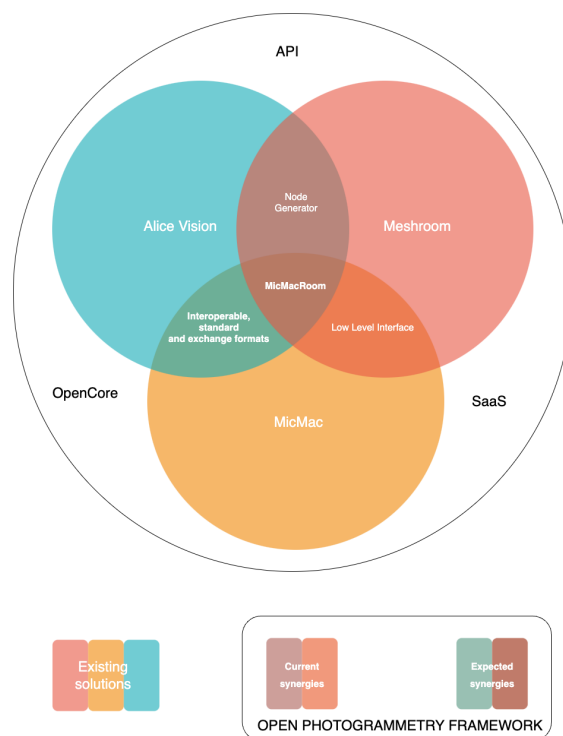 API
Node
Generator
Alice Vision
Meshroom
MicMacRoom
Interoperable,
standard
and exchange formats
Low Level Interface
OpenCore
SaaS
MicMac
Existing
solutions
Current
synergies
Expected
synergies
OPEN PHOTOGRAMMETRY FRAMEWORK